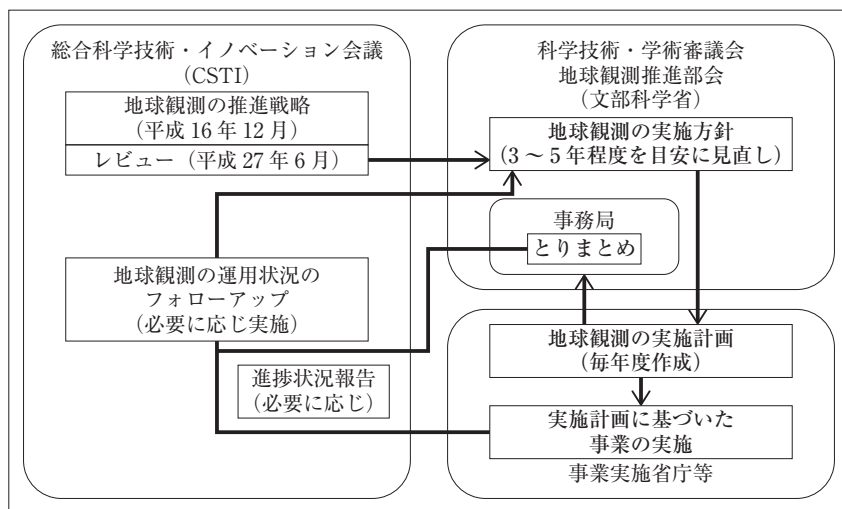 総合科学技術・イノベーション会議
（CSTI）
地球観測の推進戦略
（平成 16 年 12 月）
レビュー（平成 27 年 6 月）
地球観測の運用状況の
フォローアップ
（必要に応じ実施）
進捗状況報告
（必要に応じ）
科学技術・学術審議会
地球観測推進部会
（文部科学省）
地球観測の実施方針
（3 〜 5 年程度を目安に見直し）
事務局
とりまとめ
地球観測の実施計画
（毎年度作成）
実施計画に基づいた
事業の実施
事業実施省庁等